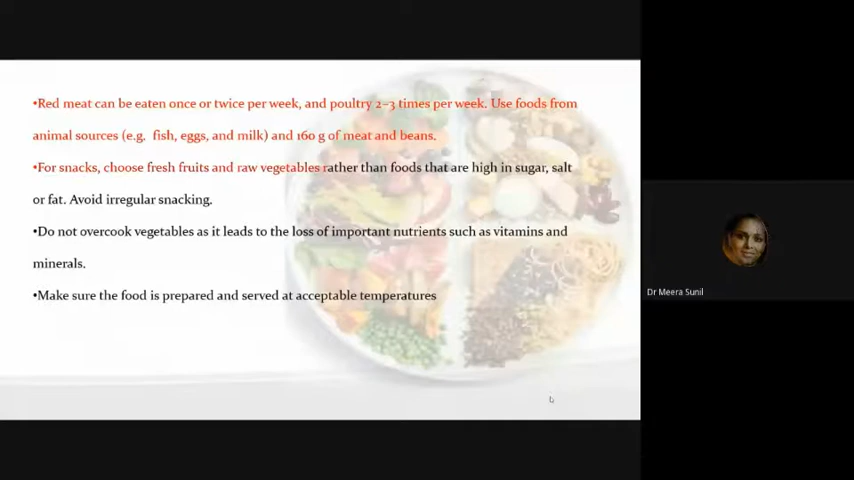 •Red meat can be eaten once or twice per week, and poultry 2–3 times per week. Use foods from
animal sources (e.g. fish, eggs, and milk) and 160 g of meat and beans.
•For snacks, choose fresh fruits and raw vegetables rather than foods that are high in sugar, salt
or fat. Avoid irregular snacking.
•Do not overcook vegetables as it leads to the loss of important nutrients such as vitamins and
minerals.
•Make sure the food is prepared and served at acceptable temperatures
Dr Meera Sunil